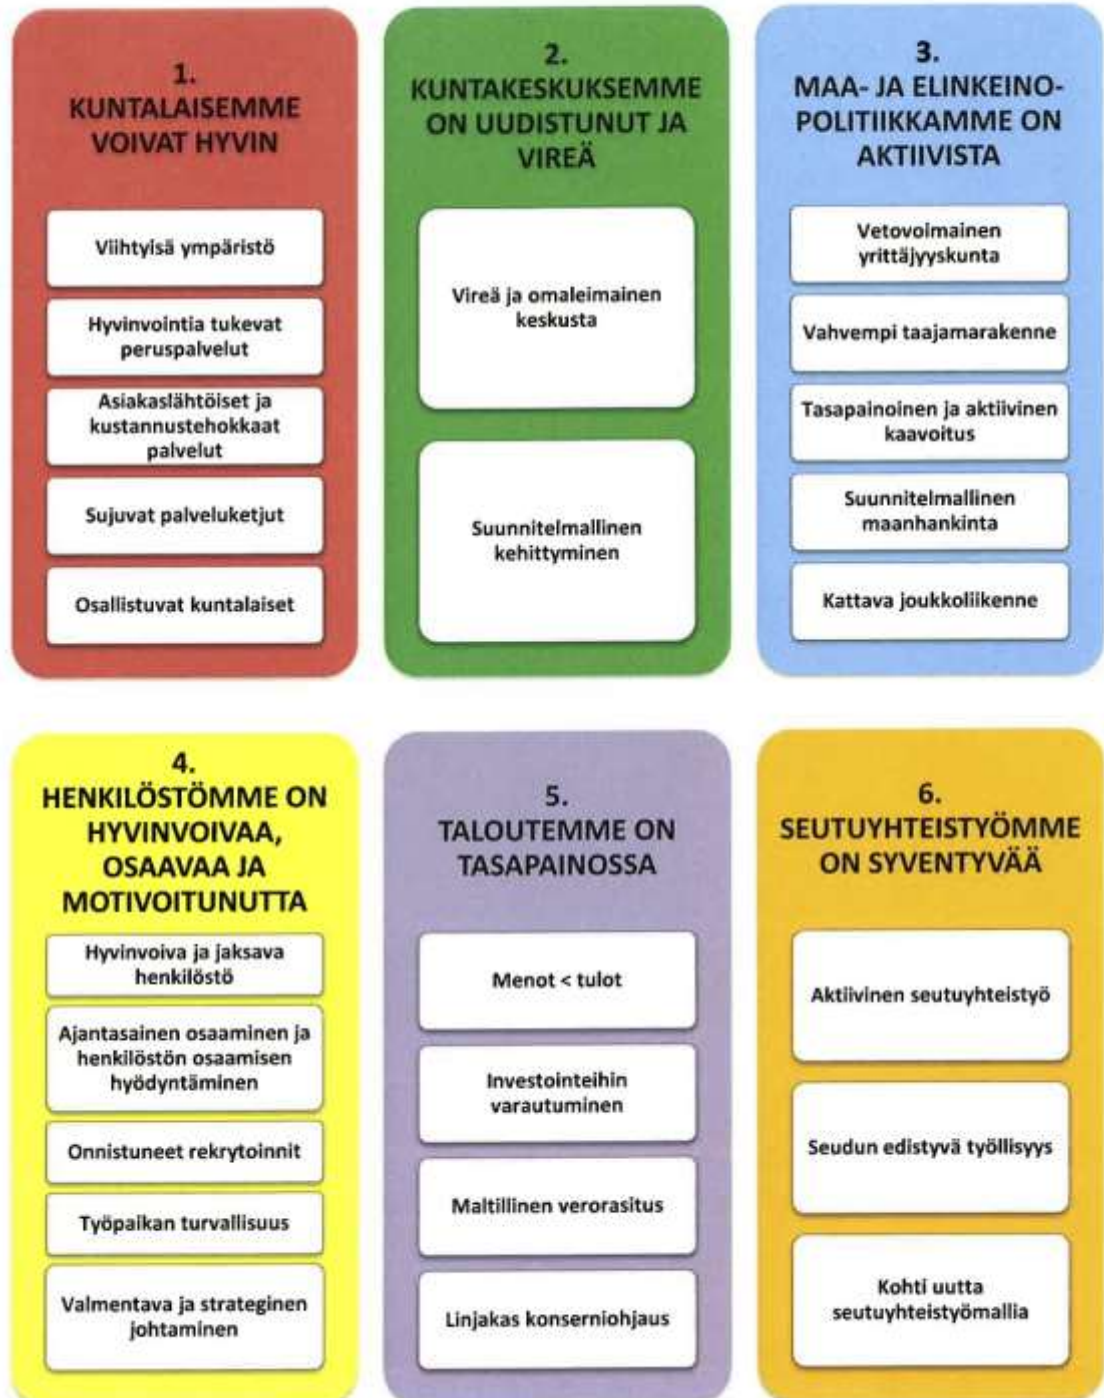 1.
KUNTALAISEMME
VOIVAT HYVIN
Viihtyisä ympäristö
Hyvinvointia tukevat
peruspalvelut
Asiakaslähtöiset ja
kustannustehokkaat
palvelut
Sujuvat palveluketjut
Osallistuvat kuntalaiset
2.
KUNTAKESKUKSEMME
ON UUDISTUNUT JA
VIREÄ
Vireä ja omaleimainen
keskusta
Suunnitelmallinen
kehittyminen
3.
MAA- JA ELINKEINO-
POLITIIKKAMME ON
AKTIIVISTA
Vetovoimainen
yrittäjyyskunta
Vahvempi taajamarakenne
Tasapainoinen ja aktiivinen
kaavoitus
Suunnitelmallinen
maanhankinta
Kattava joukkoliikenne
4.
HENKILÖSTÖMME ON
HYVINVOIVAA,
OSAAVAA JA
MOTIVOITUNUTTA
Hyvinvoiva ja jaksava
henkilöstö
Ajantasainen osaaminen ja
henkilöstön osaamisen
hyödyntäminen
Onnistuneet rekrytoinnit
Työpaikan turvallisuus
Valmentava ja strateginen
johtaminen
5.
TALOUTEMME ON
TASAPAINOSSA
Menot < tulot
Investointeihin
varautuminen
Maltillinen verorasitus
Linjakas konserniohjaus
6.
SEUTUYHTEISTYÖMME
ON SYVENTYVÄÄ
Aktiivinen seutuyhteistyö
Seudun edistyvä työllisyys
Kohti uutta
seutuyhteistyömallia